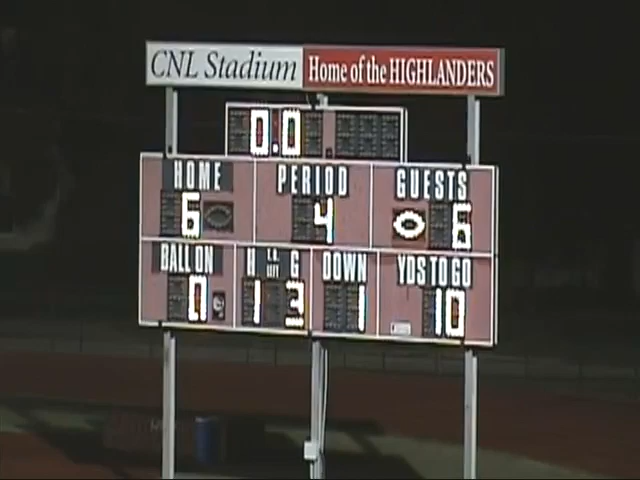 CNL Stadium Home of the HIGHLANDERS
0.0
HOME PERIOD GUESTS
6 4 6
BALL ON H T.O. LEFT G DOWN YDS TO GO
0 1 3 1 10